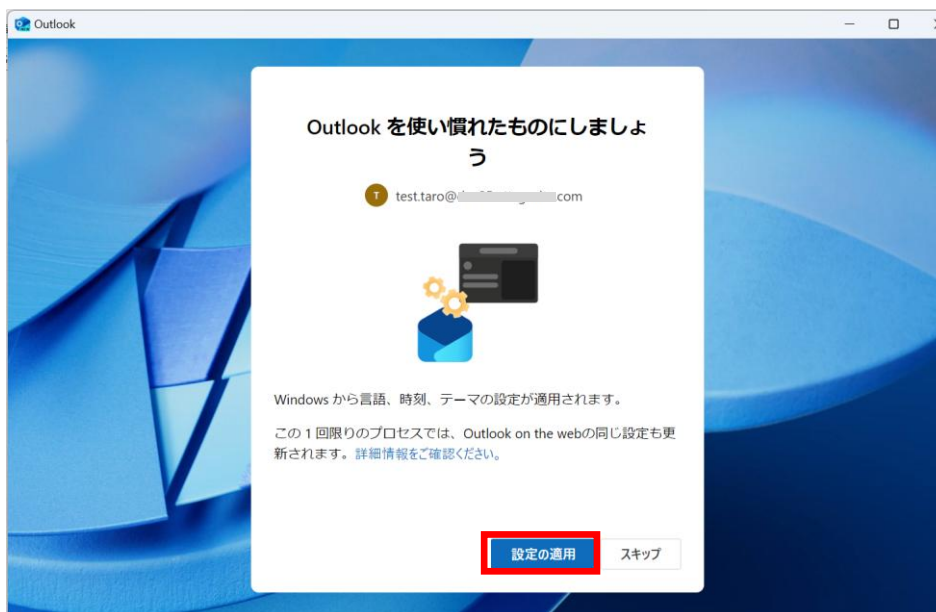 Outlook
Outlook を使い慣れたものにしましょ
う
T
test.taro@ com
Windows から言語、時刻、テーマの設定が適用されます。
この 1 回限りのプロセスでは、Outlook on the webの同じ設定も更
新されます。詳細情報をご確認ください。
設定の適用 スキップ